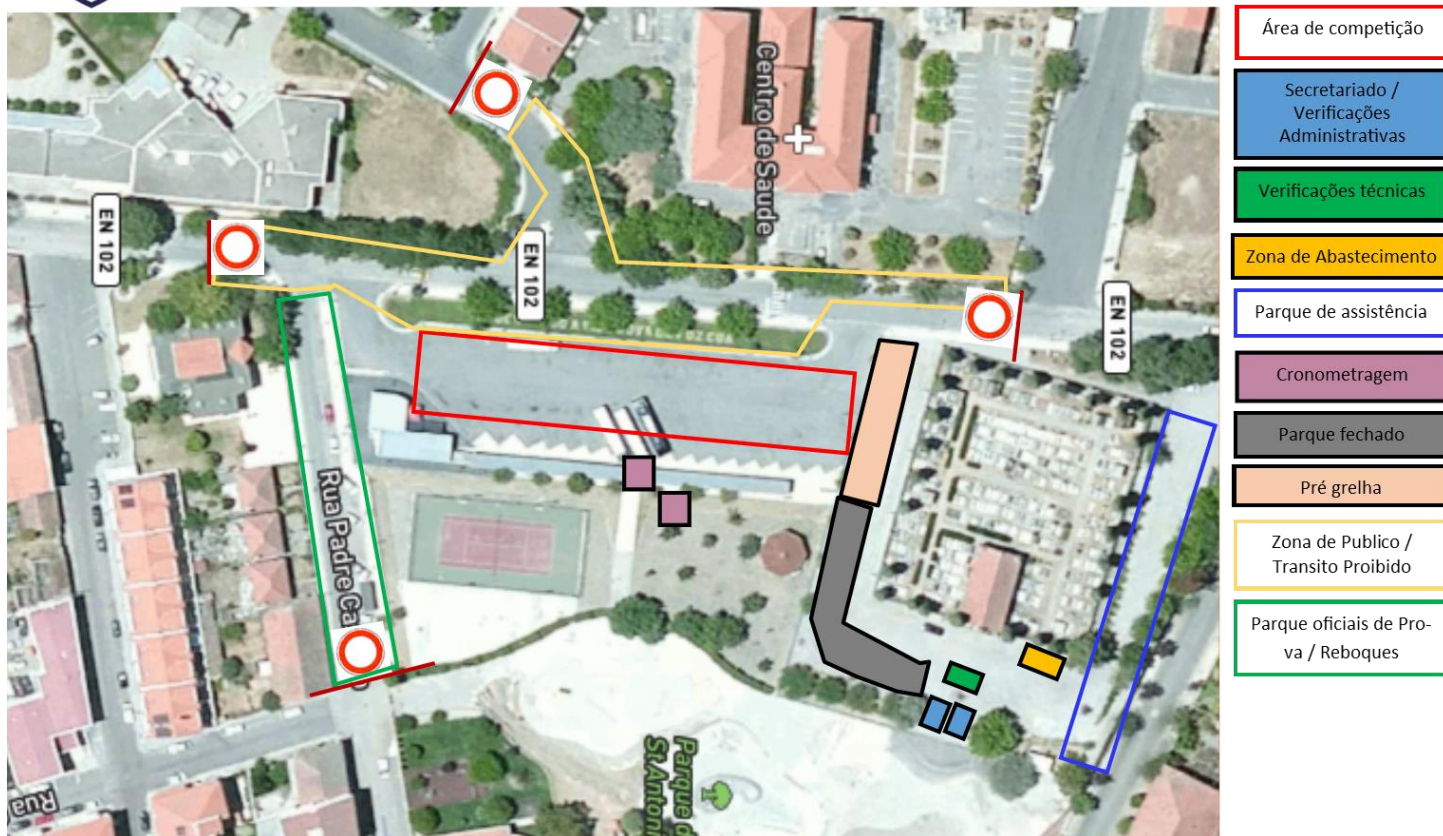 Centro de Saude
EN 102
EN 102
EN 102
Rua Padre Ca
Rua
Parque d
St Anton
Área de competição
Secretariado /
Verificações
Administrativas
Verificações técnicas
Zona de Abastecimento
Parque de assistência
Cronometragem
Parque fechado
Pré grelha
Zona de Publico /
Transito Proibido
Parque oficiais de Pro-
va / Reboques